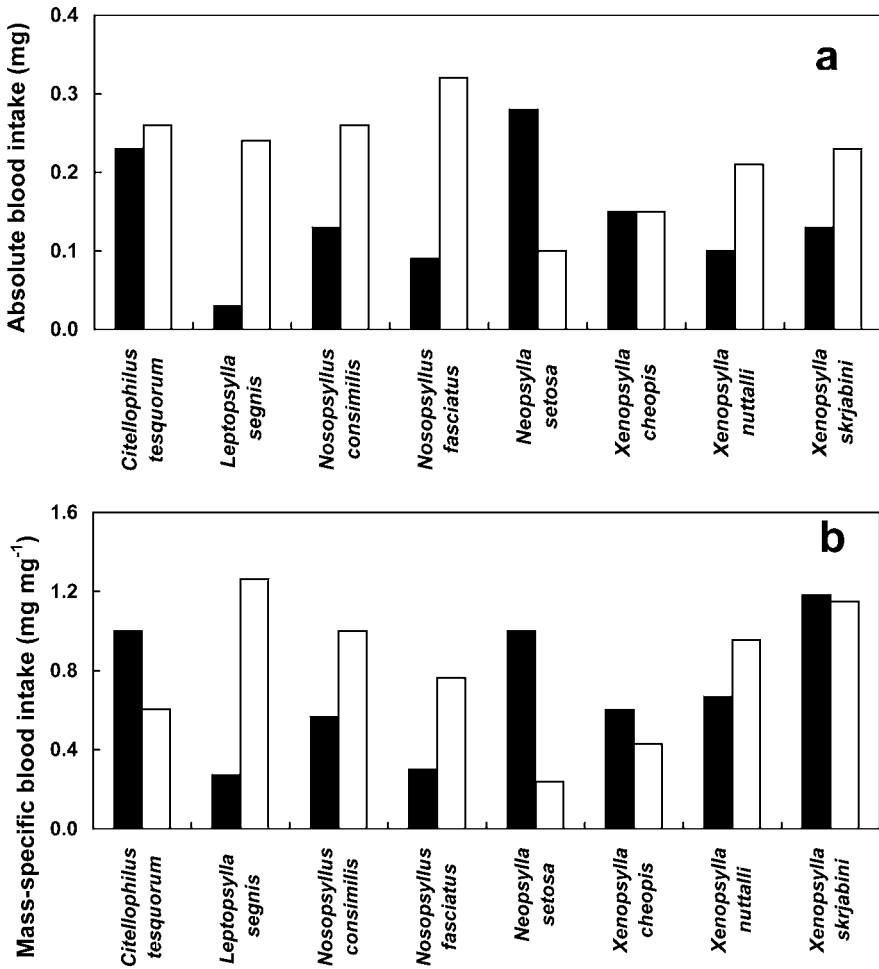 a
Absolute blood intake (mg)
0.4
0.3
0.2
0.1
0.0
Citellophilus
tesquorum
Leptopsylla
segnis
Nosopsyllus
consimilis
Nosopsyllus
fasciatus
Neopsylla
setosa
Xenopsylla
cheopis
Xenopsylla
nuttalli
Xenopsylla
skrjabini
b
Mass-specific blood intake (mg mg⁻¹)
1.6
1.2
0.8
0.4
0.0
Citellophilus
tesquorum
Leptopsylla
segnis
Nosopsyllus
consimilis
Nosopsyllus
fasciatus
Neopsylla
setosa
Xenopsylla
cheopis
Xenopsylla
nuttalli
Xenopsylla
skrjabini